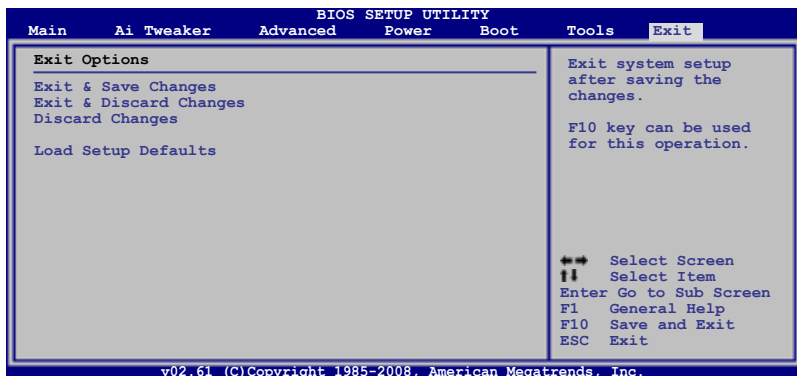 BIOS SETUP UTILITY
Main Ai Tweaker Advanced Power Boot Tools Exit
Exit Options
Exit & Save Changes
Exit & Discard Changes
Discard Changes
Load Setup Defaults
Exit system setup
after saving the
changes.
F10 key can be used
for this operation.
Select Screen
Select Item
Enter Go to Sub Screen
F1 General Help
F10 Save and Exit
ESC Exit
v02.61 (C)Copyright 1985-2008, American Megatrends, Inc.